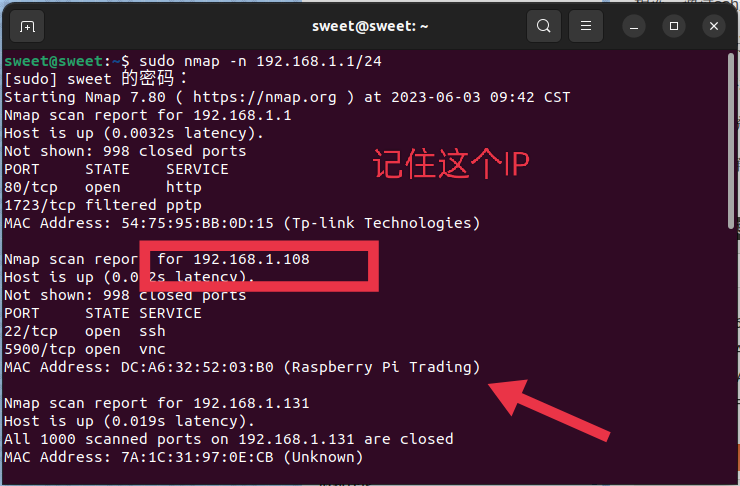 sweet@sweet: ~
sweet@sweet:~$ sudo nmap -n 192.168.1.1/24
[sudo] sweet 的密码：
Starting Nmap 7.80 ( https://nmap.org ) at 2023-06-03 09:42 CST
Nmap scan report for 192.168.1.1
Host is up (0.0032s latency).
Not shown: 998 closed ports
PORT     STATE    SERVICE
80/tcp   open     http
1723/tcp filtered pptp
MAC Address: 54:75:95:BB:0D:15 (Tp-link Technologies)
记住这个IP
Nmap scan report for 192.168.1.108
Host is up latency).
Not shown: 998 closed ports
PORT     STATE SERVICE
22/tcp   open  ssh
5900/tcp open  vnc
MAC Address: DC:A6:32:52:03:B0 (Raspberry Pi Trading)
Nmap scan report for 192.168.1.131
Host is up (0.019s latency).
All 1000 scanned ports on 192.168.1.131 are closed
MAC Address: 7A:1C:31:97:0E:CB (Unknown)